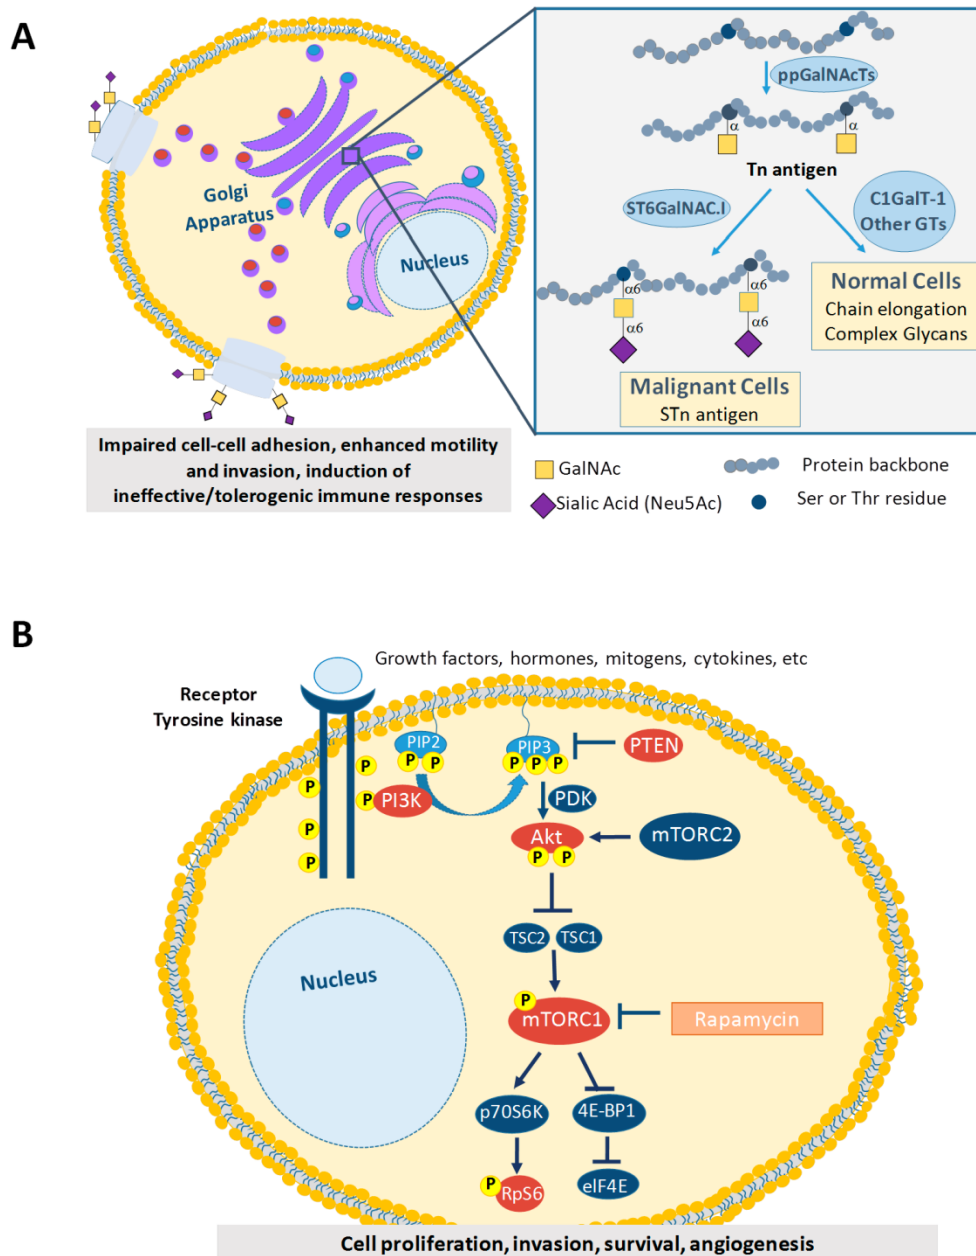 A
Golgi
Apparatus
Nucleus
ppGalNAcTs
α
α
Tn antigen
ST6GalNAC.I
C1GalT-1
Other GTs
α6
α6
α6
α6
Normal Cells
Chain elongation
Complex Glycans
Malignant Cells
STn antigen
Impaired cell-cell adhesion, enhanced motility
and invasion, induction of
ineffective/tolerogenic immune responses
GalNAc
Protein backbone
Sialic Acid (Neu5Ac)
Ser or Thr residue
B
Growth factors, hormones, mitogens, cytokines, etc
Receptor
Tyrosine kinase
PIP2
P P
PIP3
P P P
PTEN
P
P
P
P
P
PI3K
PDK
Akt
P P
mTORC2
TSC2
TSC1
Nucleus
P
mTORC1
Rapamycin
p70S6K
4E-BP1
P
RpS6
eIF4E
Cell proliferation, invasion, survival, angiogenesis